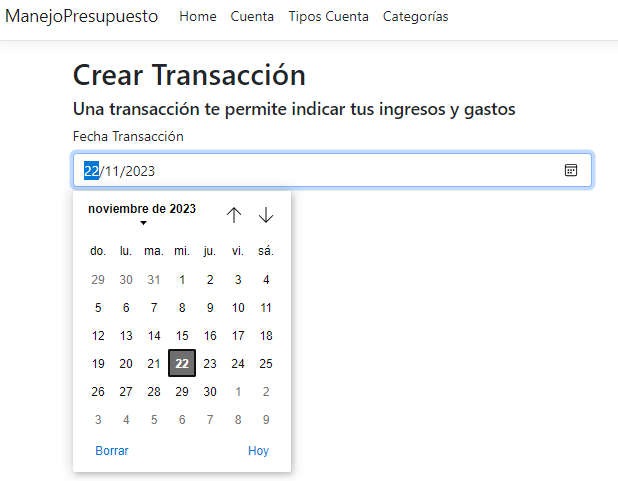 ManejoPresupuesto Home Cuenta Tipos Cuenta Categorías
Crear Transacción
Una transacción te permite indicar tus ingresos y gastos
Fecha Transacción
22/11/2023
noviembre de 2023
do. lu. ma. mi. ju. vi. sá.
29 30 31 1 2 3 4
5 6 7 8 9 10 11
12 13 14 15 16 17 18
19 20 21 22 23 24 25
26 27 28 29 30 1 2
3 4 5 6 7 8 9
Borrar Hoy